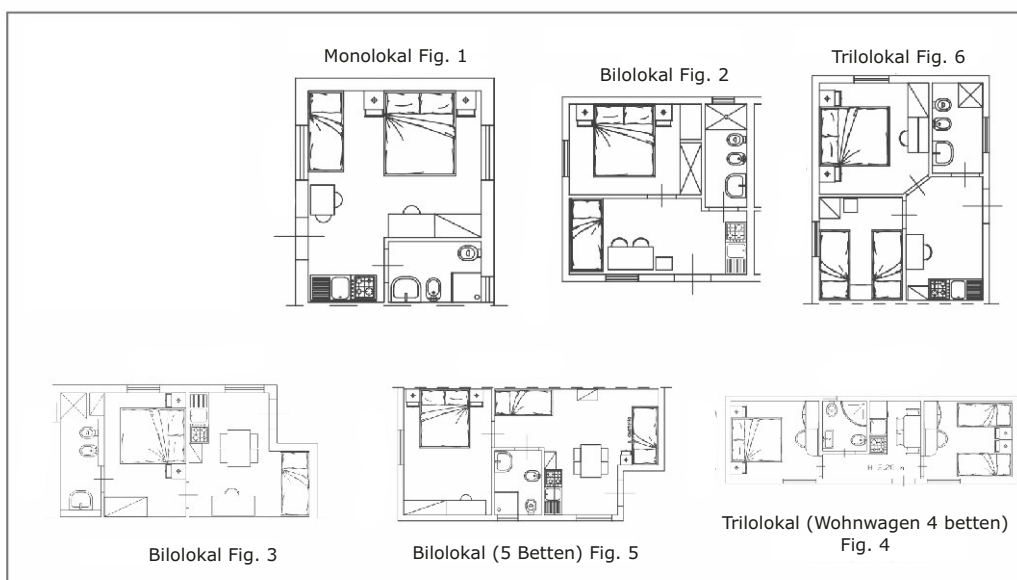 Monolokal Fig. 1
Bilolokal Fig. 2
Trilolokal Fig. 6
Bilolokal Fig. 3
Bilolokal (5 Betten) Fig. 5
Trilolokal (Wohnwagen 4 betten)
Fig. 4